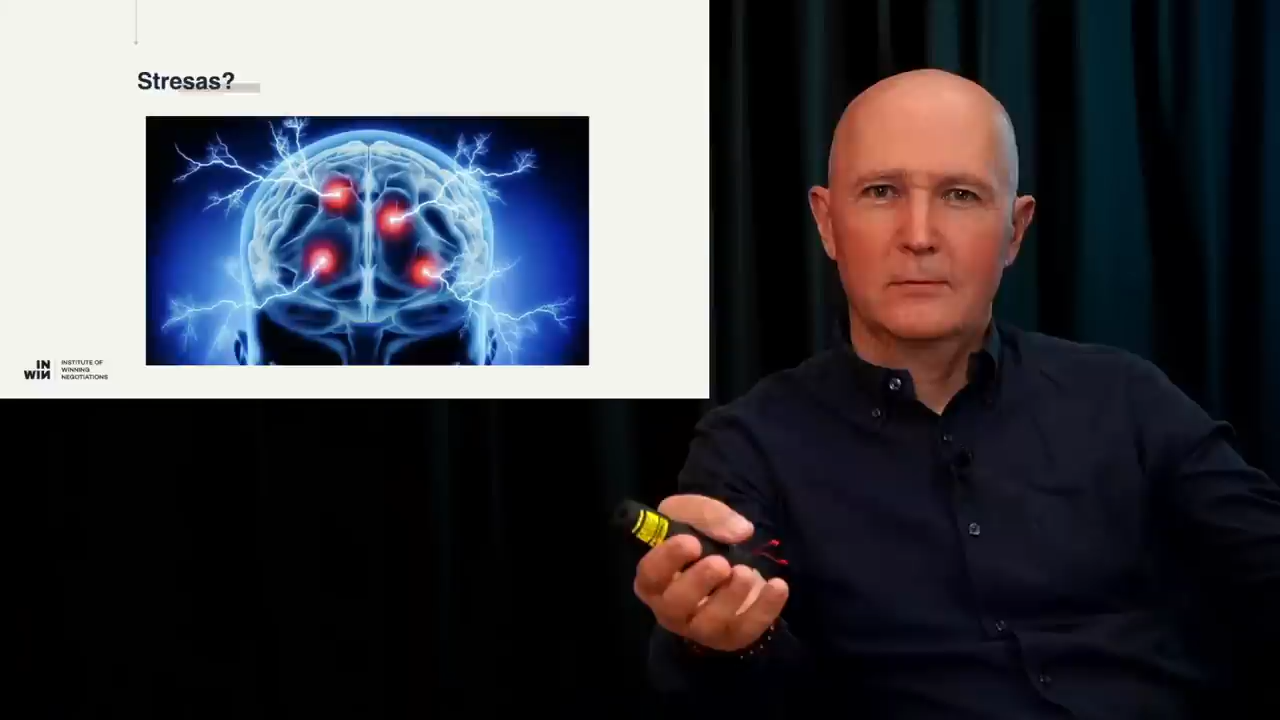 Stresas?
IN
WIN
INSTITUTE OF
WINNING
NEGOTIATIONS